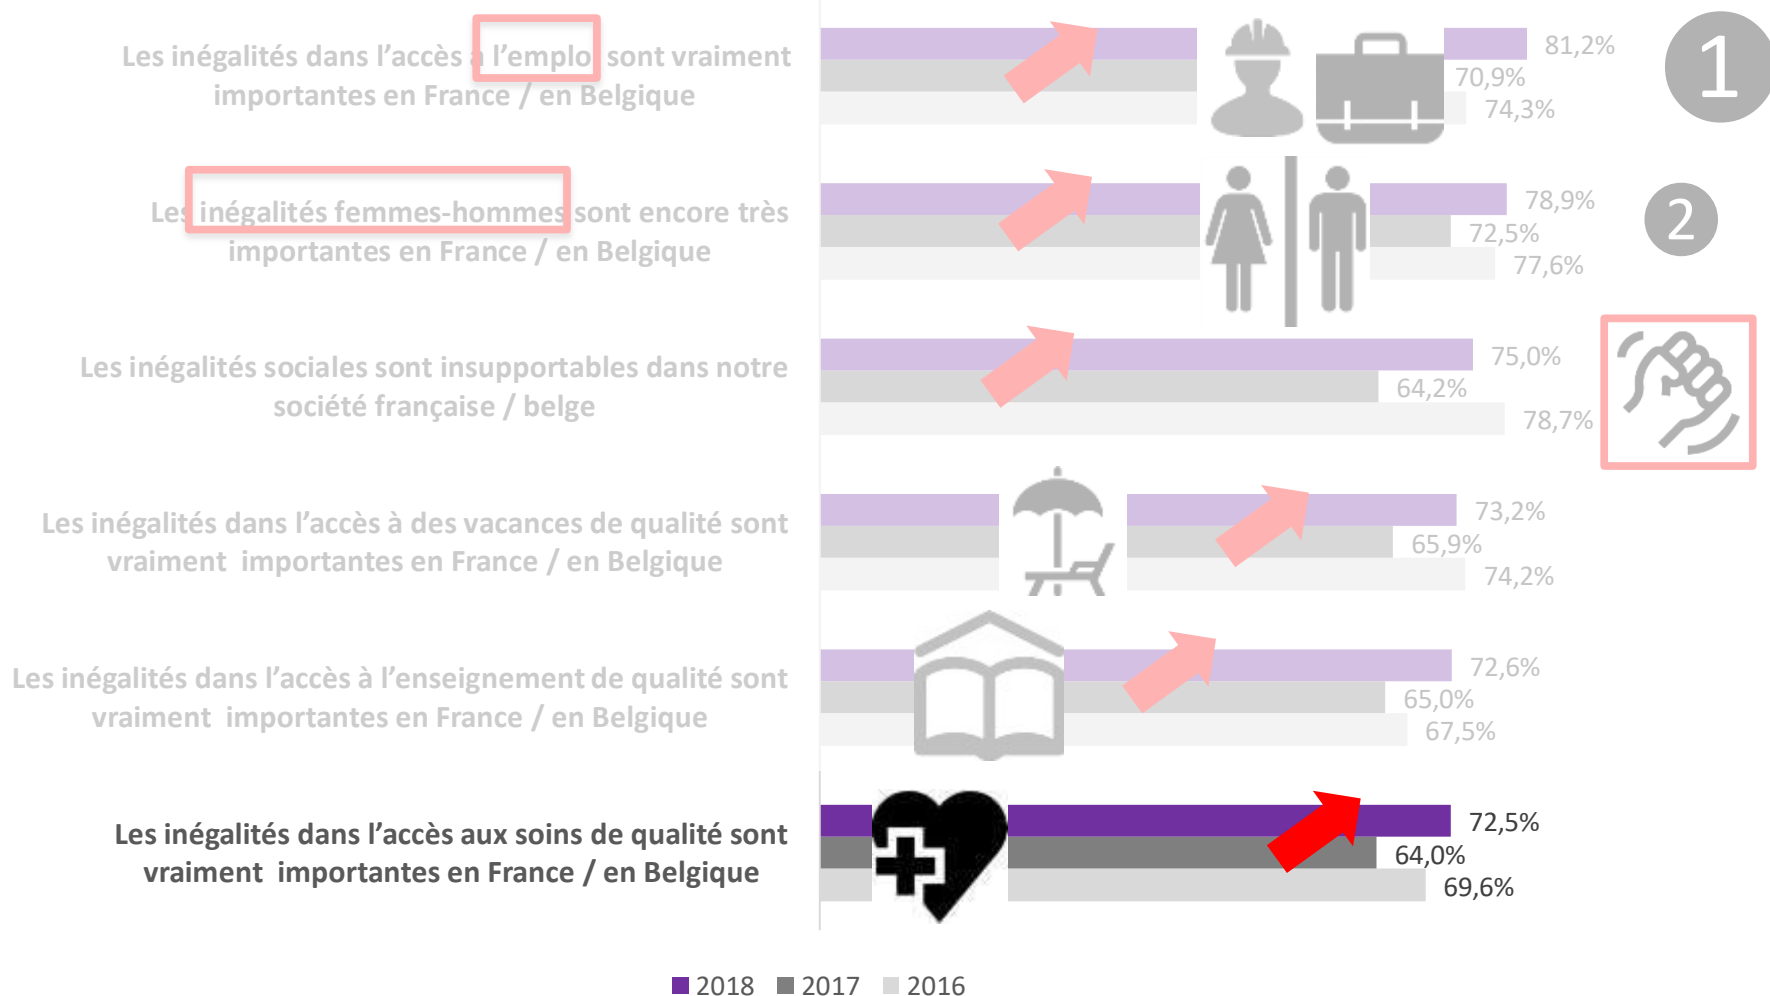 Les inégalités dans l’accès à l’emploi sont vraiment
importantes en France / en Belgique
81,2%
70,9%
74,3%
1
Les inégalités femmes-hommes sont encore très
importantes en France / en Belgique
78,9%
72,5%
77,6%
2
Les inégalités sociales sont insupportables dans notre
société française / belge
75,0%
64,2%
78,7%
Les inégalités dans l’accès à des vacances de qualité sont
vraiment importantes en France / en Belgique
73,2%
65,9%
74,2%
Les inégalités dans l’accès à l’enseignement de qualité sont
vraiment importantes en France / en Belgique
72,6%
65,0%
67,5%
Les inégalités dans l’accès aux soins de qualité sont
vraiment importantes en France / en Belgique
72,5%
64,0%
69,6%
2018 2017 2016